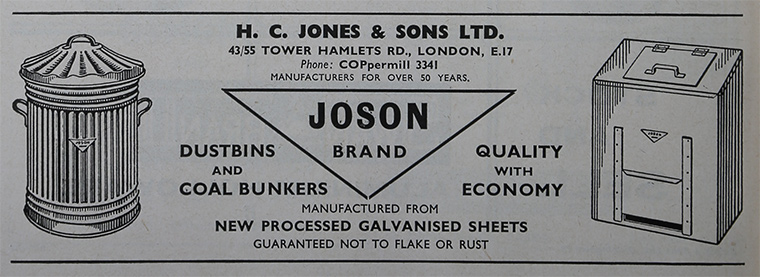 H. C. JONES & SONS LTD.
43/55 TOWER HAMLETS RD., LONDON, E.17
Phone: COPpermill 3341
MANUFACTURERS FOR OVER 50 YEARS.
JOSON
BRAND
DUSTBINS
AND
COAL BUNKERS
QUALITY
WITH
ECONOMY
MANUFACTURED FROM
NEW PROCESSED GALVANISED SHEETS
GUARANTEED NOT TO FLAKE OR RUST
JOSON
JOSON